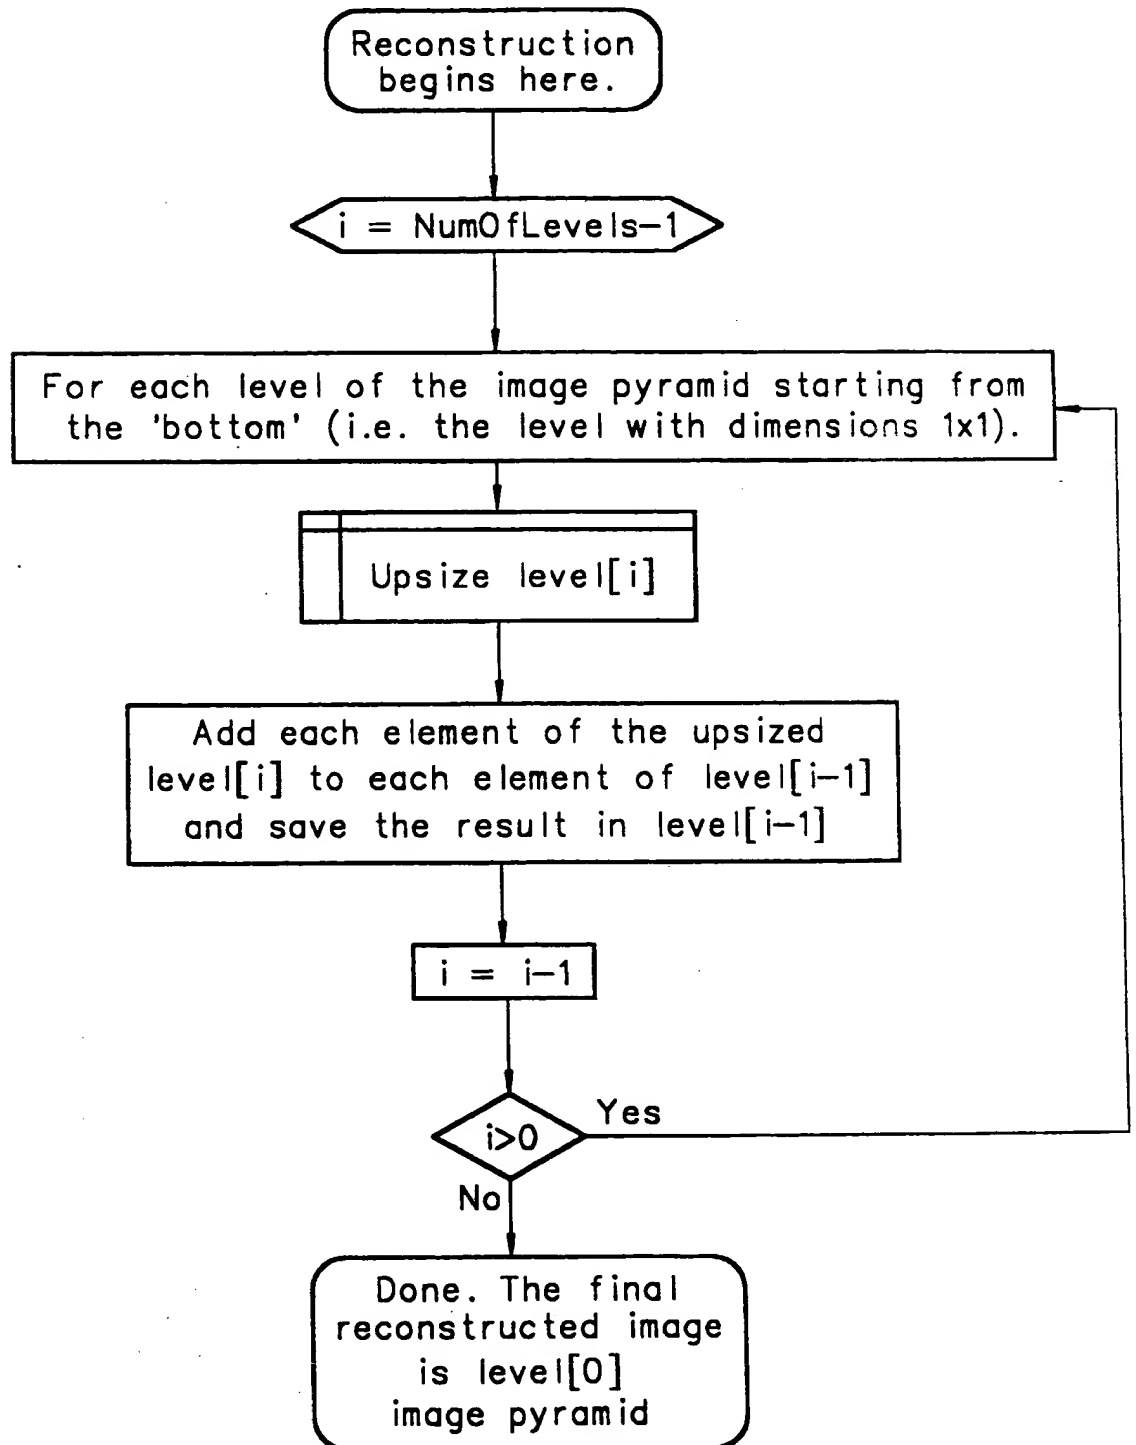 Reconstruction
begins here.
i = NumOfLevels-1
For each level of the image pyramid starting from
the 'bottom' (i.e. the level with dimensions 1x1).
Upsize level[i]
Add each element of the upsized
level[i] to each element of level[i-1]
and save the result in level[i-1]
i = i-1
i>0
Yes
No
Done. The final
reconstructed image
is level[0]
image pyramid